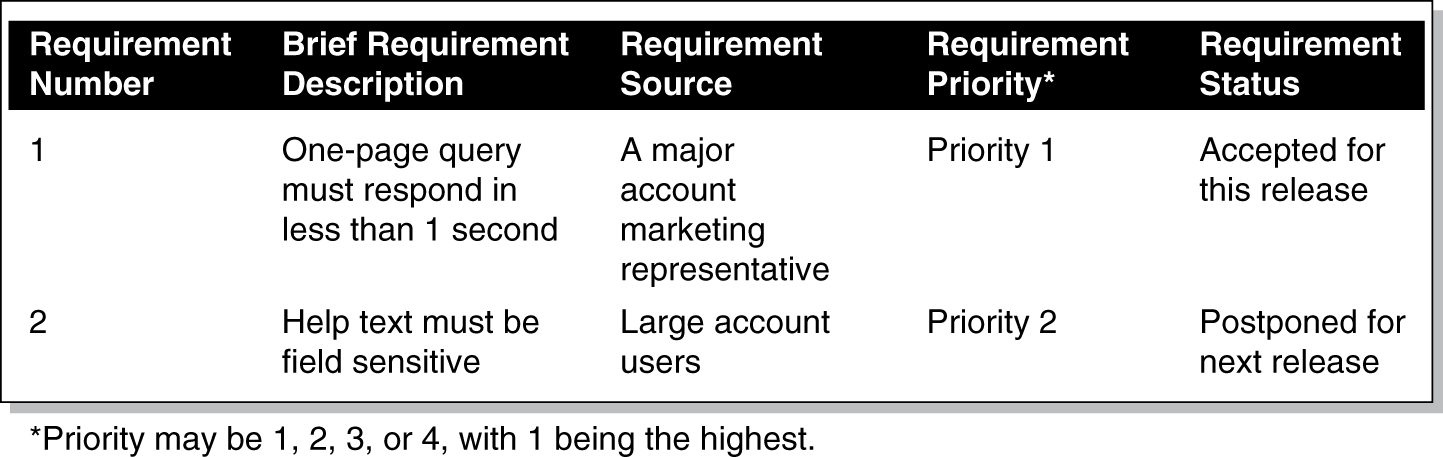 Requirement Number Brief Requirement Description Requirement Source Requirement Priority* Requirement Status
1 One-page query must respond in less than 1 second A major account marketing representative Priority 1 Accepted for this release
2 Help text must be field sensitive Large account users Priority 2 Postponed for next release
*Priority may be 1, 2, 3, or 4, with 1 being the highest.